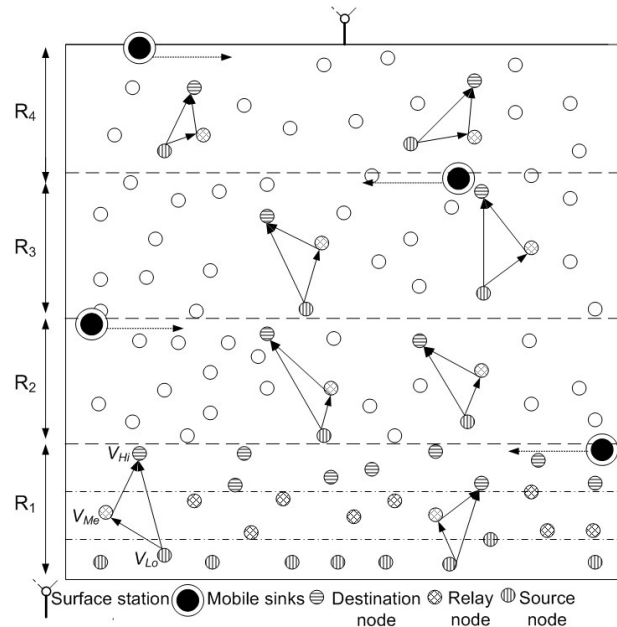 R4
R3
R2
R1
VHi
VMe
VLo
Surface station Mobile sinks Destination node Relay node Source node